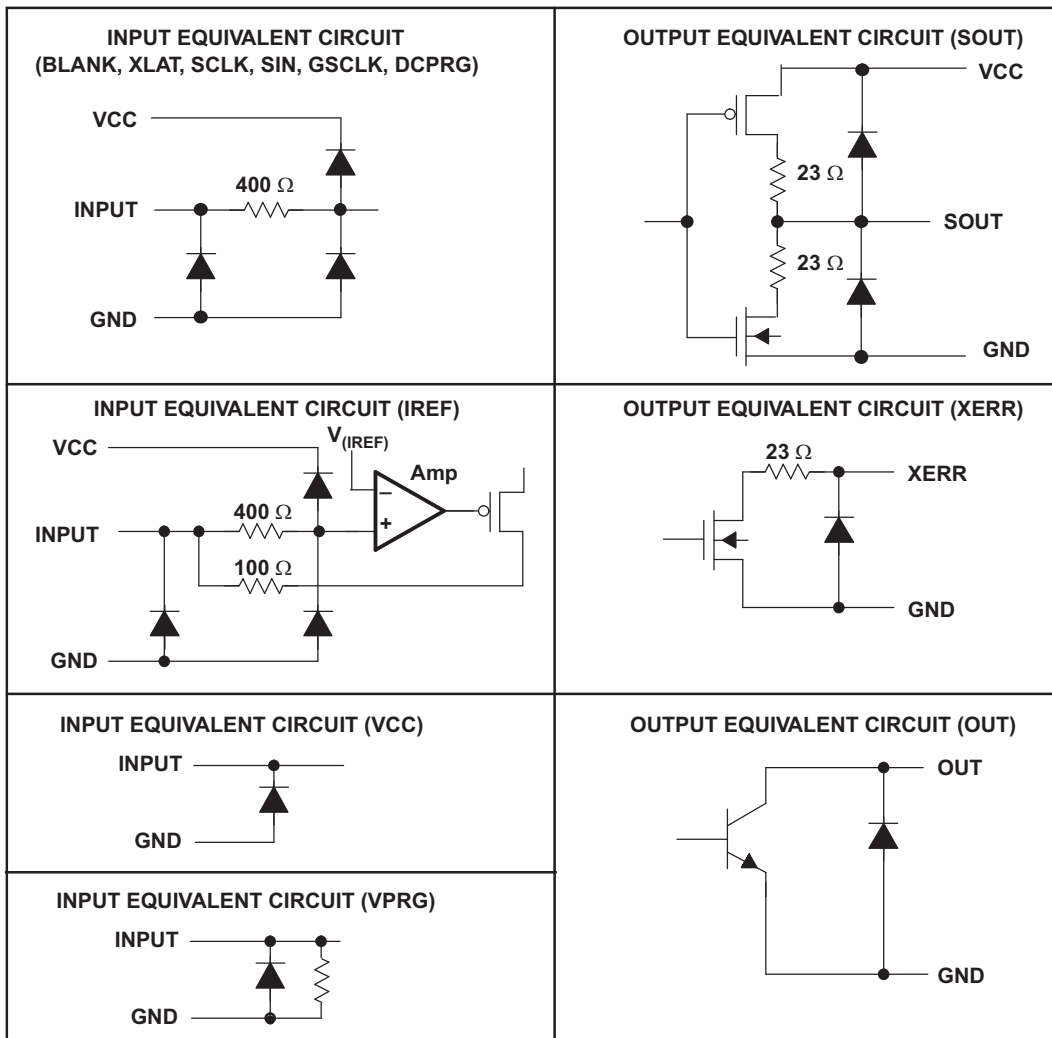 INPUT EQUIVALENT CIRCUIT
(BLANK, XLAT, SCLK, SIN, GSCLK, DCPRG)
VCC
400 Ω
INPUT
GND
OUTPUT EQUIVALENT CIRCUIT (SOUT)
VCC
23 Ω
SOUT
23 Ω
GND
INPUT EQUIVALENT CIRCUIT (IREF)
V(IREF)
VCC
Amp
400 Ω
INPUT
100 Ω
GND
OUTPUT EQUIVALENT CIRCUIT (XERR)
23 Ω
XERR
GND
INPUT EQUIVALENT CIRCUIT (VCC)
INPUT
GND
OUTPUT EQUIVALENT CIRCUIT (OUT)
OUT
GND
INPUT EQUIVALENT CIRCUIT (VPRG)
INPUT
GND